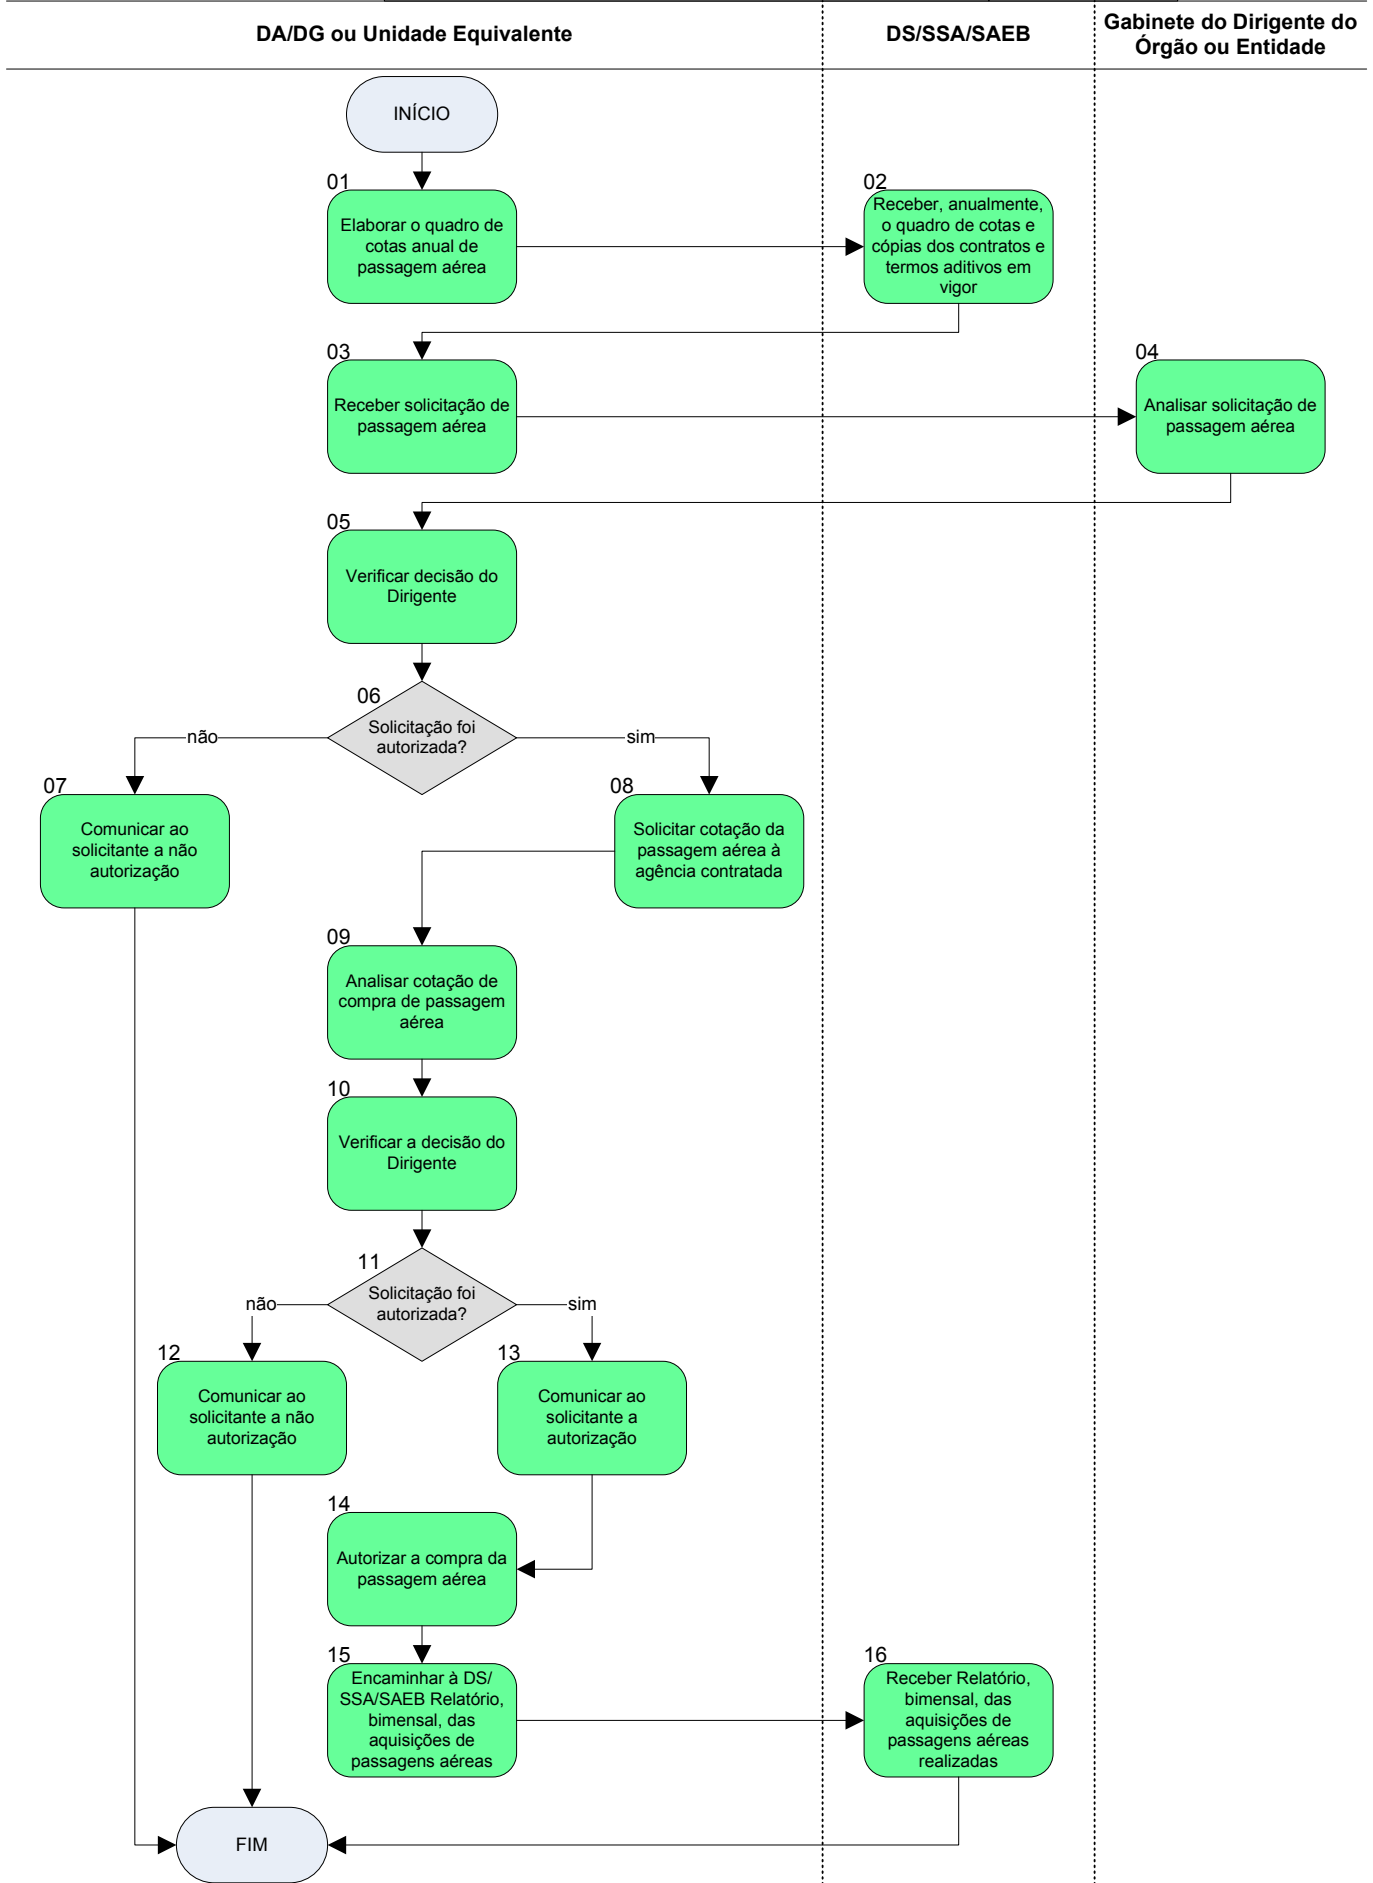 DA/DG ou Unidade Equivalente
DS/SSA/SAEB
Gabinete do Dirigente do
Órgão ou Entidade
INÍCIO
01
Elaborar o quadro de
cotas anual de
passagem aérea
02
Receber, anualmente,
o quadro de cotas e
cópias dos contratos e
termos aditivos em
vigor
03
Receber solicitação de
passagem aérea
04
Analisar solicitação de
passagem aérea
05
Verificar decisão do
Dirigente
06
Solicitação foi
autorizada?
não
sim
07
Comunicar ao
solicitante a não
autorização
08
Solicitar cotação da
passagem aérea à
agência contratada
09
Analisar cotação de
compra de passagem
aérea
10
Verificar a decisão do
Dirigente
11
Solicitação foi
autorizada?
não
sim
12
Comunicar ao
solicitante a não
autorização
13
Comunicar ao
solicitante a
autorização
14
Autorizar a compra da
passagem aérea
15
Encaminhar à DS/
SSA/SAEB Relatório,
bimensal, das
aquisições de
passagens aéreas
16
Receber Relatório,
bimensal, das
aquisições de
passagens aéreas
realizadas
FIM